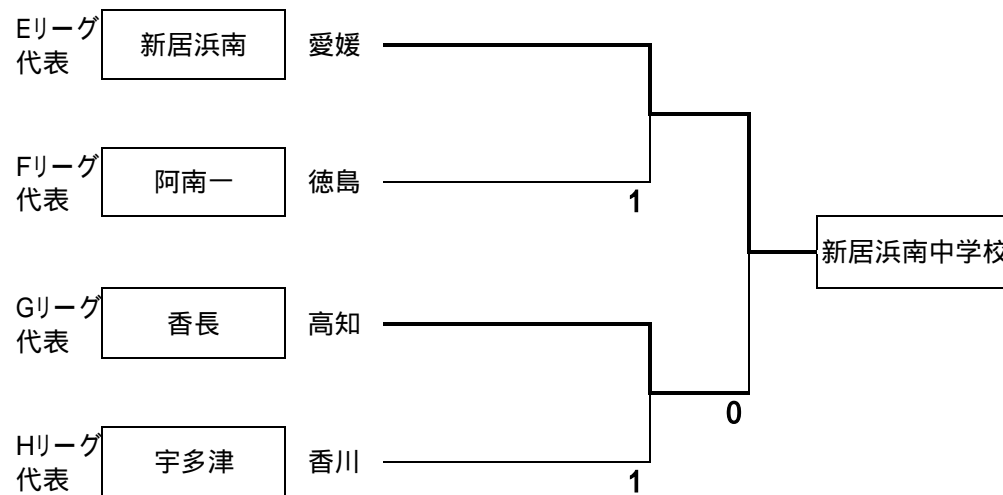 Eリーグ
代表
新居浜南
愛媛
Fリーグ
代表
阿南一
徳島
1
新居浜南中学校
Gリーグ
代表
香長
高知
0
Hリーグ
代表
宇多津
香川
1